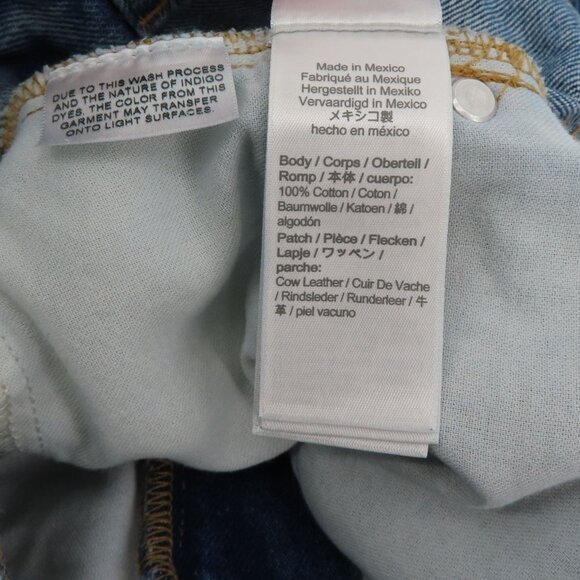 DUE TO THIS WASH PROCESS
AND THE NATURE OF INDIGO
DYES, THE COLOR FROM THIS
GARMENT MAY TRANSFER
ONTO LIGHT SURFACES.
Made in Mexico
Fabriqué au Mexique
Hergestellt in Mexiko
Vervaardigd in Mexico
メキシコ製
hecho en méxico
Body / Corps / Oberteil /
Romp / 本体 / cuerpo:
100% Cotton / Coton /
Baumwolle / Katoen / 綿 /
algodón
Patch / Pièce / Flecken /
Lapje / ワッペン /
parche:
Cow Leather / Cuir De Vache
/ Rindsleder / Runderleer / 牛
革 / piel vacuno